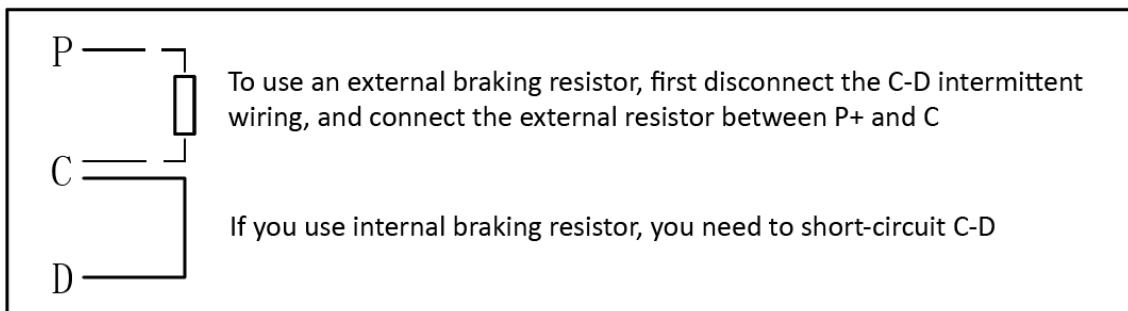 P
To use an external braking resistor, first disconnect the C-D intermittent
wiring, and connect the external resistor between P+ and C
C
If you use internal braking resistor, you need to short-circuit C-D
D